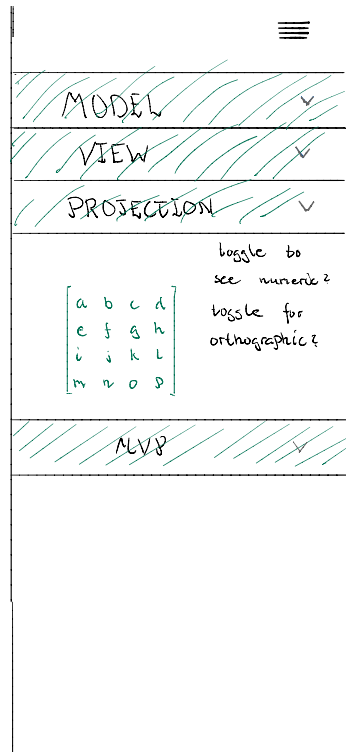 MODEL
VIEW
PROJECTION
toggle to
see numeric?
toggle for
orthographic?
a b c d
e f g h
i j k l
m n o p
MVP